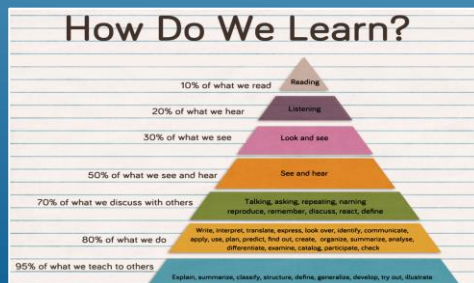 How Do We Learn?
10% of what we read
Reading
20% of what we hear
Listening
30% of what we see
Look and see
50% of what we see and hear
See and hear
70% of what we discuss with others
Talking, asking, repeating, naming
reproduce, remember, discuss, react, define
80% of what we do
Write, interpret, translate, express, look over, identify, communicate,
apply, use, plan, predict, find out, create, organize, summarize, analyse,
differentiate, examine, catalog, participate, check
95% of what we teach to others
Explain, summarize, classify, structure, define, generalize, develop, try out, illustrate